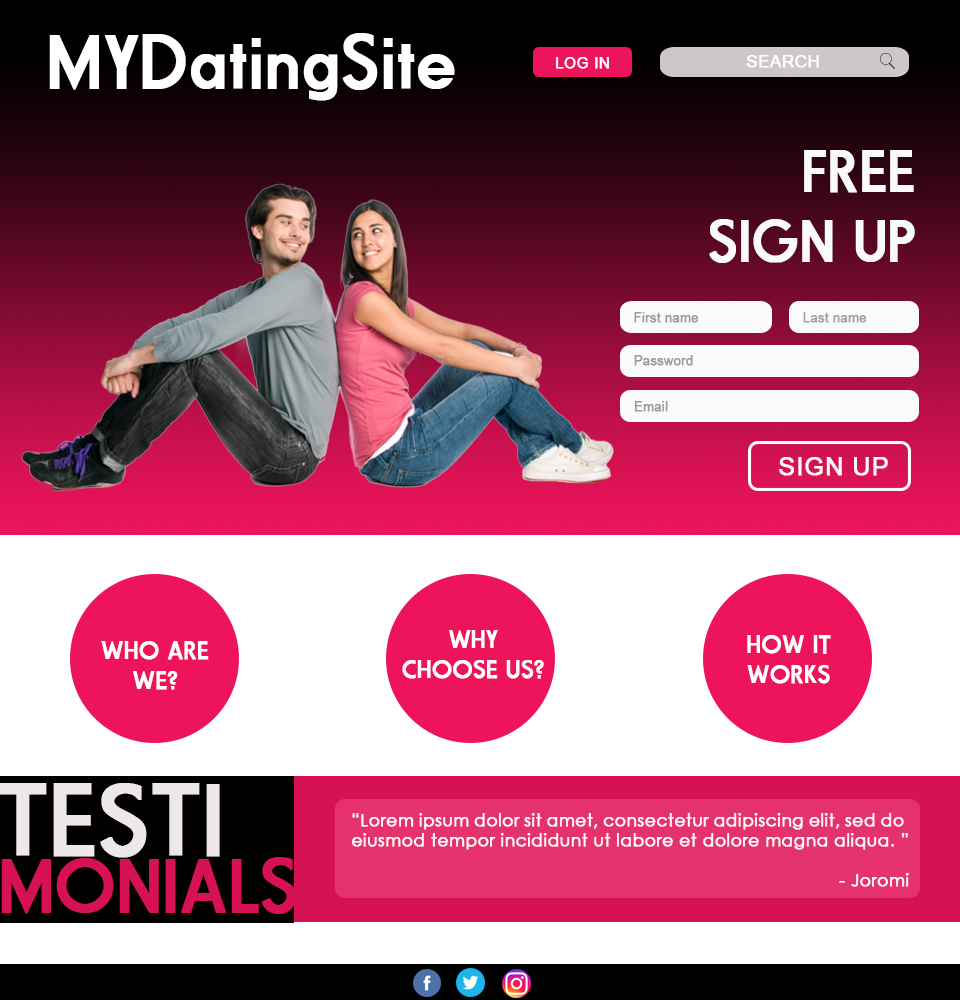 MYDatingSite
LOG IN
SEARCH
FREE
SIGN UP
First name
Last name
Password
Email
SIGN UP
WHO ARE
WE?
WHY
CHOOSE US?
HOW IT
WORKS
TESTI
MONIALS
“Lorem ipsum dolor sit amet, consectetur adipiscing elit, sed do
eiusmod tempor incididunt ut labore et dolore magna aliqua. ”
- Joromi